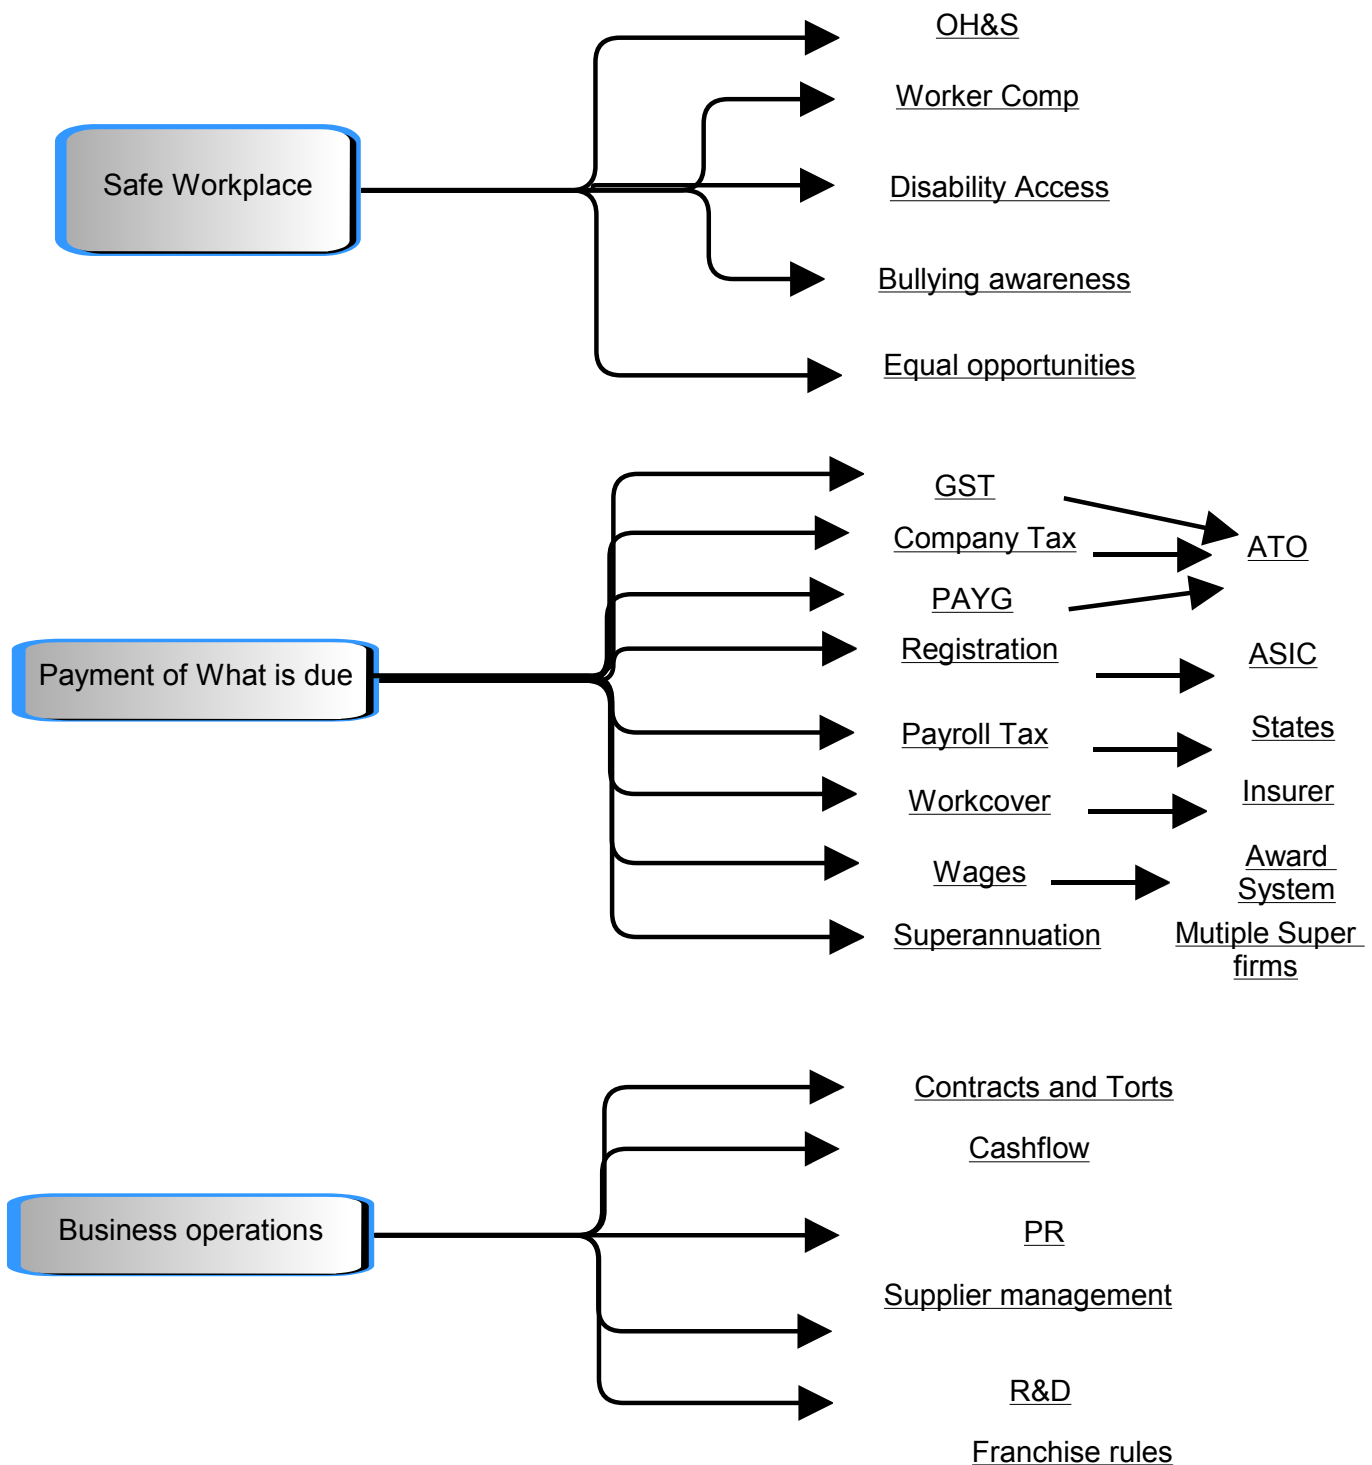 OH&S
Worker Comp
Safe Workplace
Disability Access
Bullying awareness
Equal opportunities
GST
Company Tax
ATO
PAYG
Registration
ASIC
Payment of What is due
Payroll Tax
States
Workcover
Insurer
Wages
Award
System
Superannuation
Mutiple Super
firms
Contracts and Torts
Cashflow
Business operations
PR
Supplier management
R&D
Franchise rules